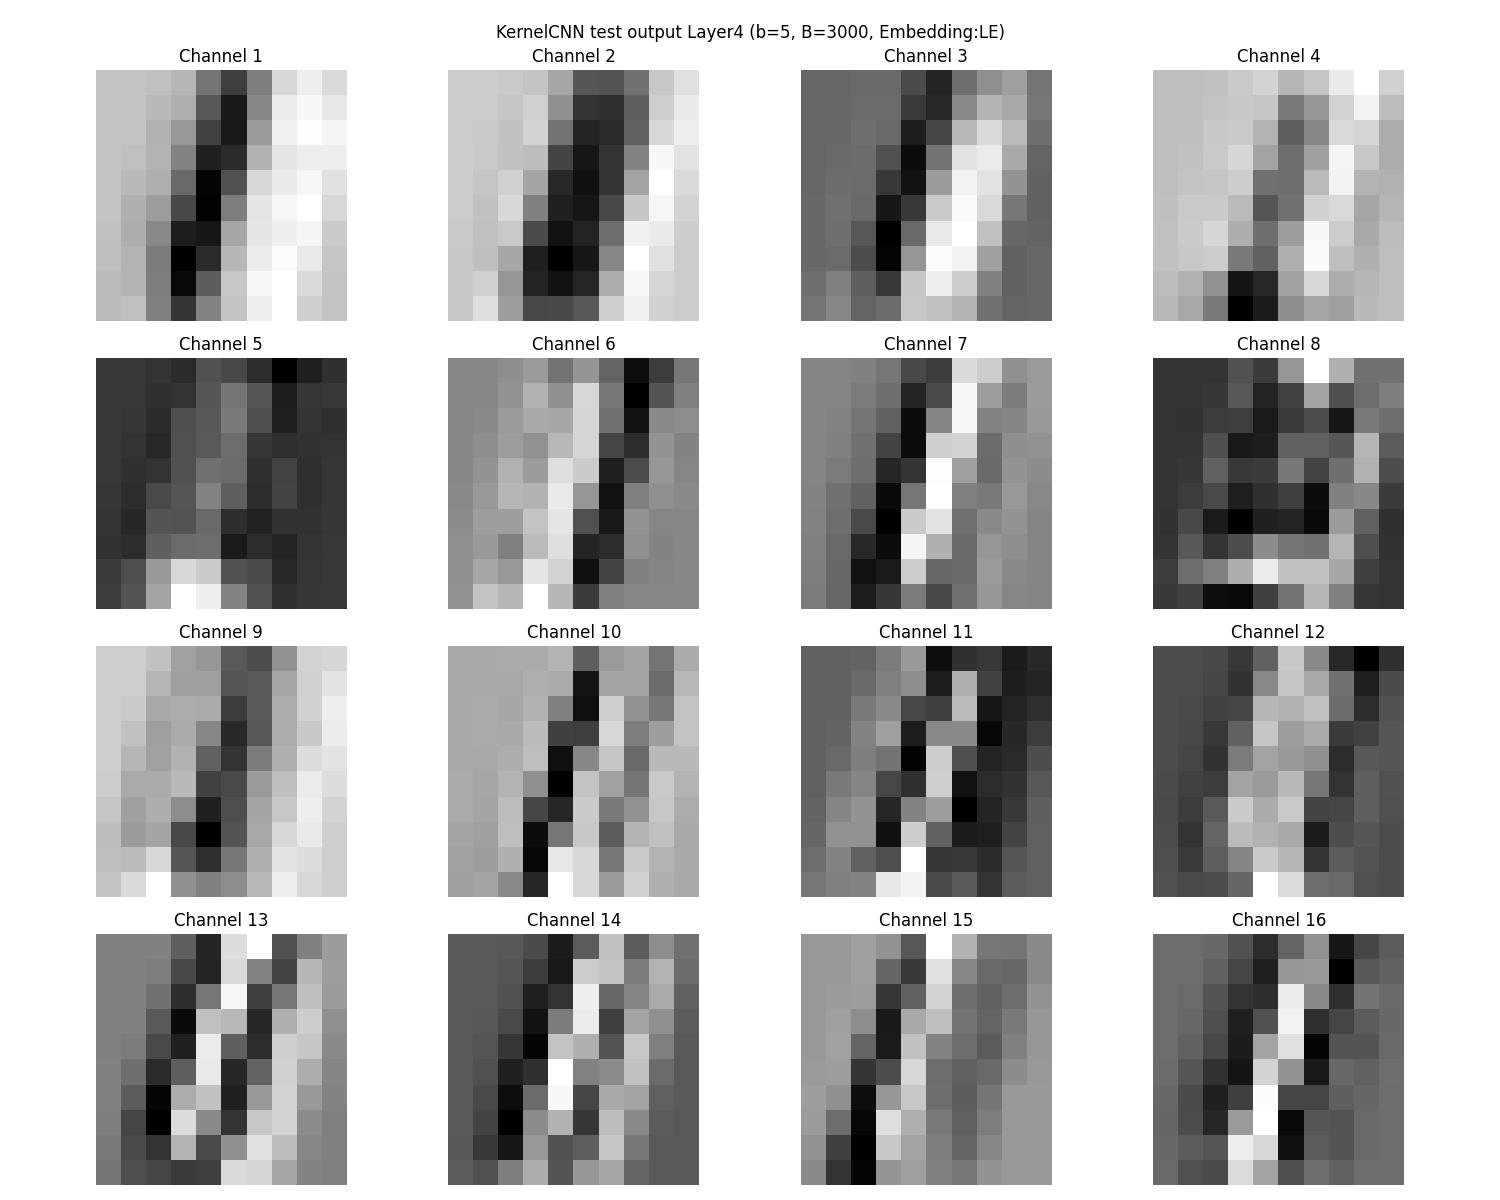 KernelCNN test output Layer4 (b=5, B=3000, Embedding:LE)
Channel 1 Channel 2 Channel 3 Channel 4
Channel 5 Channel 6 Channel 7 Channel 8
Channel 9 Channel 10 Channel 11 Channel 12
Channel 13 Channel 14 Channel 15 Channel 16